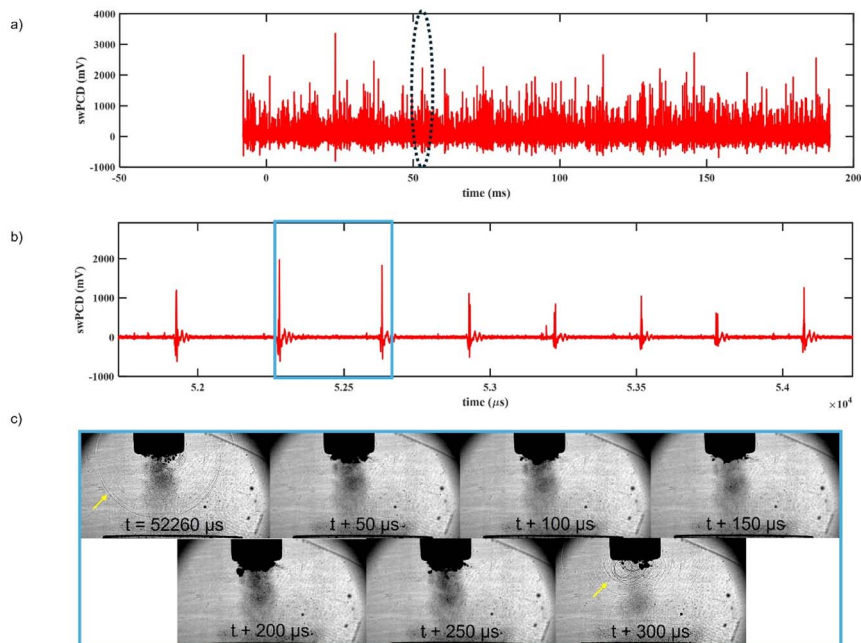 a)
4000
3000
2000
1000
0
-1000
swPCD (mV)
-50
0
50
100
150
200
time (ms)
b)
2000
1000
0
-1000
swPCD (mV)
5.2
5.25
5.3
5.35
5.4
time (µs)
×10⁴
c)
t = 52260 µs
t + 50 µs
t + 100 µs
t + 150 µs
t + 200 µs
t + 250 µs
t + 300 µs